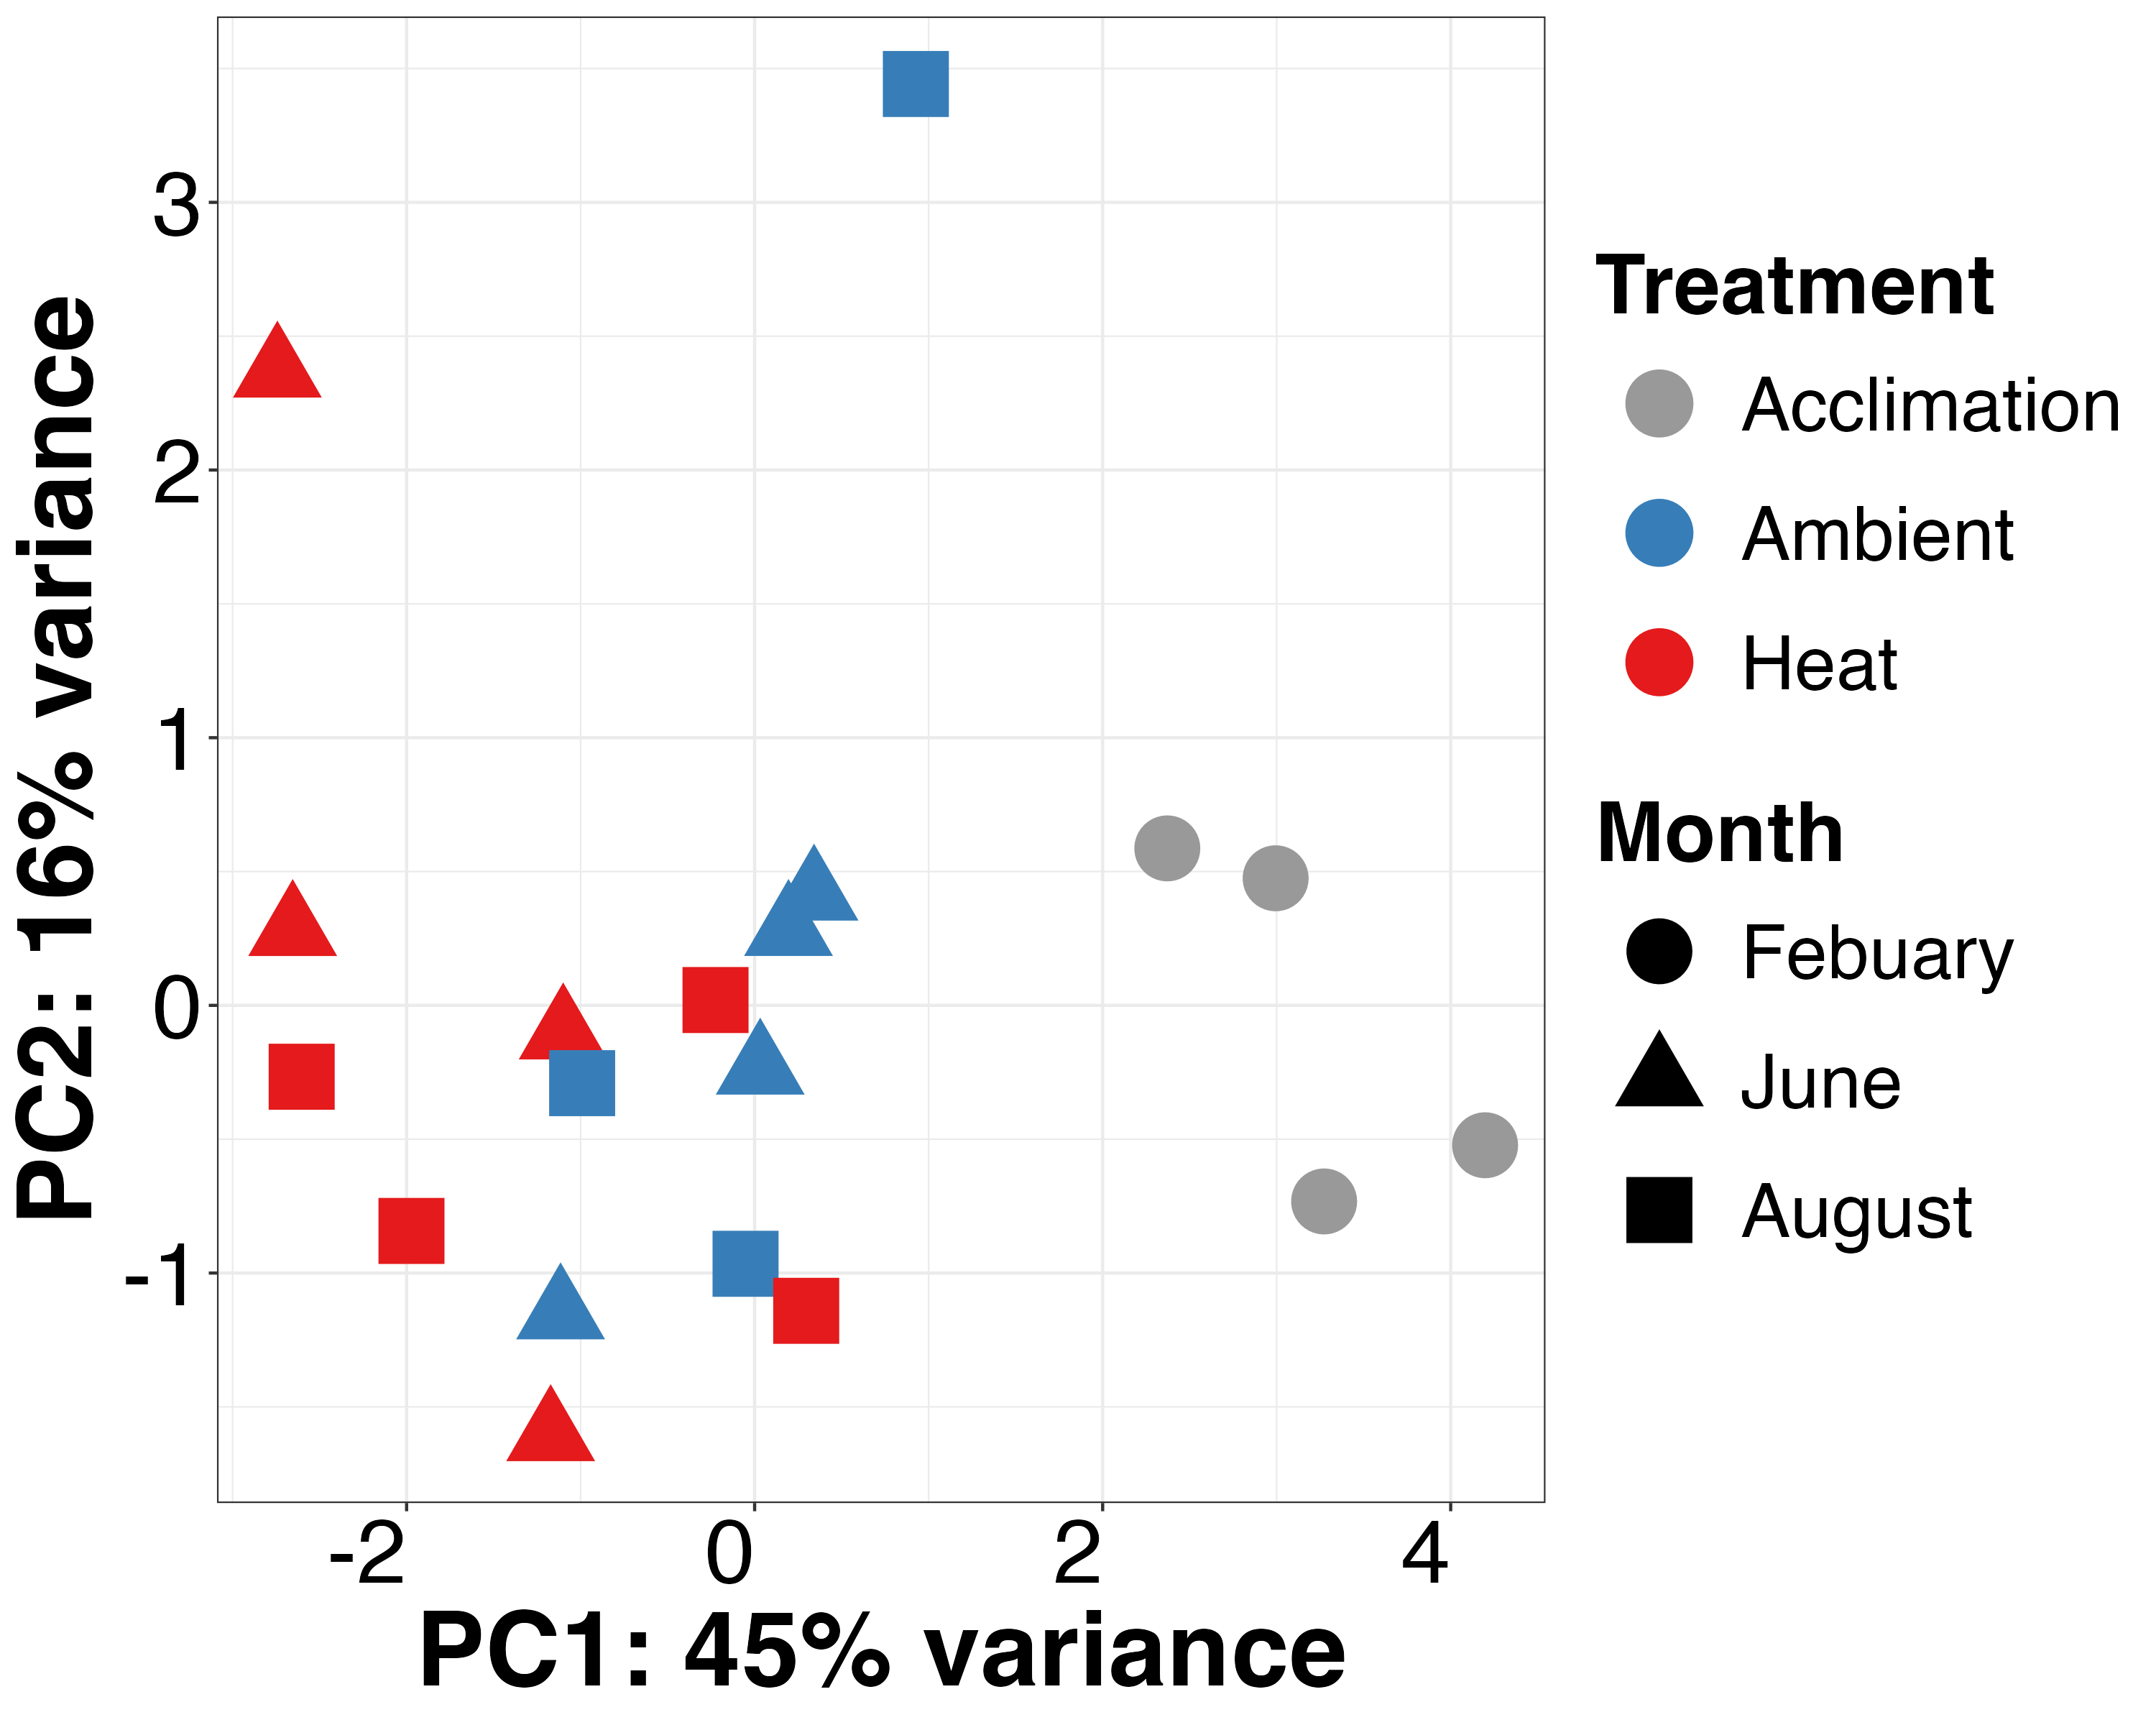 PC2: 16% variance
3
2
1
0
-1
-2
0
2
4
PC1: 45% variance
Treatment
Acclimation
Ambient
Heat
Month
Febuary
June
August